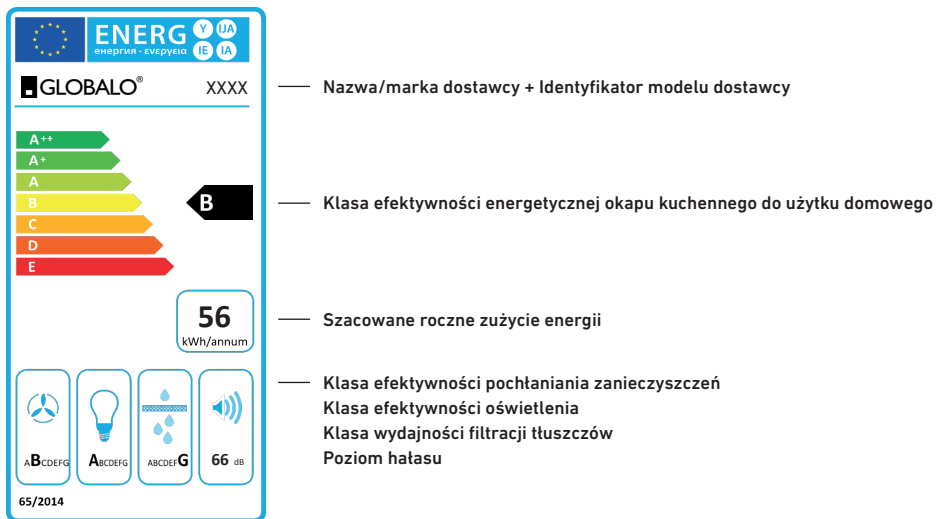 ENERG Y IJA
енергия · ενεργεια IE IA
GLOBALO® XXXX
Nazwa/marka dostawcy + Identyfikator modelu dostawcy
A++
A+
A
B
C
D
E
B
Klasa efektywności energetycznej okapu kuchennego do użytku domowego
56
kWh/annum
Szacowane roczne zużycie energii
Klasa efektywności pochłaniania zanieczyszczeń
Klasa efektywności oświetlenia
Klasa wydajności filtracji tłuszczów
Poziom hałasu
ABCDEFG
ABCDEFG
ABCDEFG
66 dB
65/2014